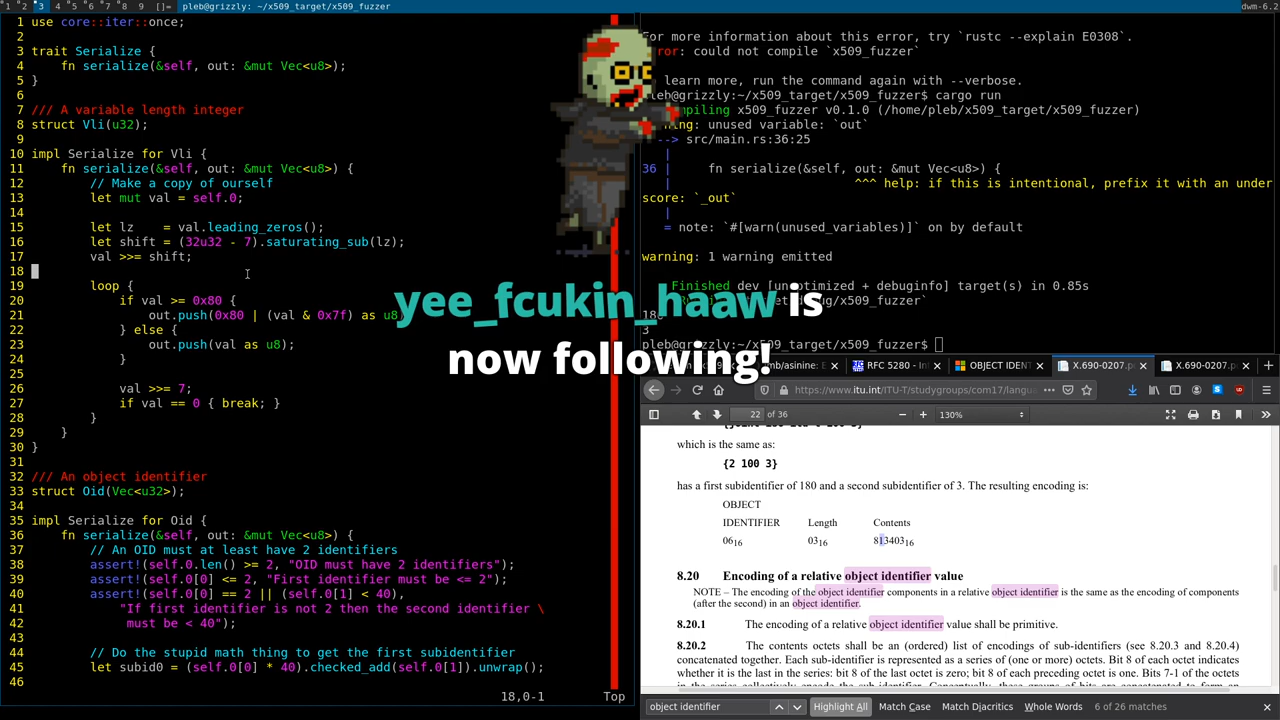 1 2 3 4 5 6 7 8 9 []= pleb@grizzly: ~/x509_target/x509_fuzzer dwm-6.2
1 use core::iter::once;
2
3 trait Serialize {
4 fn serialize(&self, out: &mut Vec<u8>);
5 }
6
7 /// A variable length integer
8 struct Vli(u32);
9
10 impl Serialize for Vli {
11 fn serialize(&self, out: &mut Vec<u8>) {
12 // Make a copy of ourself
13 let mut val = self.0;
14
15 let lz = val.leading_zeros();
16 let shift = (32u32 - 7).saturating_sub(lz);
17 val >>= shift;
18
19 loop {
20 if val >= 0x80 {
21 out.push(0x80 | (val & 0x7f) as u8
22 } else {
23 out.push(val as u8);
24 }
25
26 val >>= 7;
27 if val == 0 { break; }
28 }
29 }
30 }
31
32 /// An object identifier
33 struct Oid(Vec<u32>);
34
35 impl Serialize for Oid {
36 fn serialize(&self, out: &mut Vec<u8>) {
37 // An OID must at least have 2 identifiers
38 assert!(self.0.len() >= 2, "OID must have 2 identifiers");
39 assert!(self.0[0] <= 2, "First identifier must be <= 2");
40 assert!(self.0[0] == 2 || (self.0[1] < 40),
41 "If first identifier is not 2 then the second identifier \
42 must be < 40");
43
44 // Do the stupid math thing to get the first subidentifier
45 let subid0 = (self.0[0] * 40).checked_add(self.0[1]).unwrap();
46
18,0-1 Top
yee_fcukin_haaw is
now following!
For more information about this error, try `rustc --explain E0308`.
error: could not compile `x509_fuzzer`
learn more, run the command again with --verbose.
pleb@grizzly:~/x509_target/x509_fuzzer$ cargo run
Compiling x509_fuzzer v0.1.0 (/home/pleb/x509_target/x509_fuzzer)
warning: unused variable: `out`
--> src/main.rs:36:25
|
36 | fn serialize(&self, out: &mut Vec<u8>) {
| ^^^ help: if this is intentional, prefix it with an under
score: `_out`
|
= note: `#[warn(unused_variables)]` on by default
warning: 1 warning emitted
Finished dev [unoptimized + debuginfo] target(s) in 0.85s
180
3
pleb@grizzly:~/x509_target/x509_fuzzer$
mb/asinine: E RFC 5280 - Int OBJECT IDENT X.690-0207.p X.690-0207.p
https://www.itu.int/ITU-T/studygroups/com17/langu
22 of 36 130%
which is the same as:
{2 100 3}
has a first subidentifier of 180 and a second subidentifier of 3. The resulting encoding is:
OBJECT
IDENTIFIER Length Contents
06₁₆ 03₁₆ 813403₁₆
8.20 Encoding of a relative object identifier value
NOTE – The encoding of the object identifier components in a relative object identifier is the same as the encoding of components
(after the second) in an object identifier.
8.20.1 The encoding of a relative object identifier value shall be primitive.
8.20.2 The contents octets shall be an (ordered) list of encodings of sub-identifiers (see 8.20.3 and 8.20.4)
concatenated together. Each sub-identifier is represented as a series of (one or more) octets. Bit 8 of each octet indicates
whether it is the last in the series: bit 8 of the last octet is zero; bit 8 of each preceding octet is one. Bits 7-1 of the octets
object identifier Highlight All Match Case Match Diacritics Whole Words 6 of 26 matches